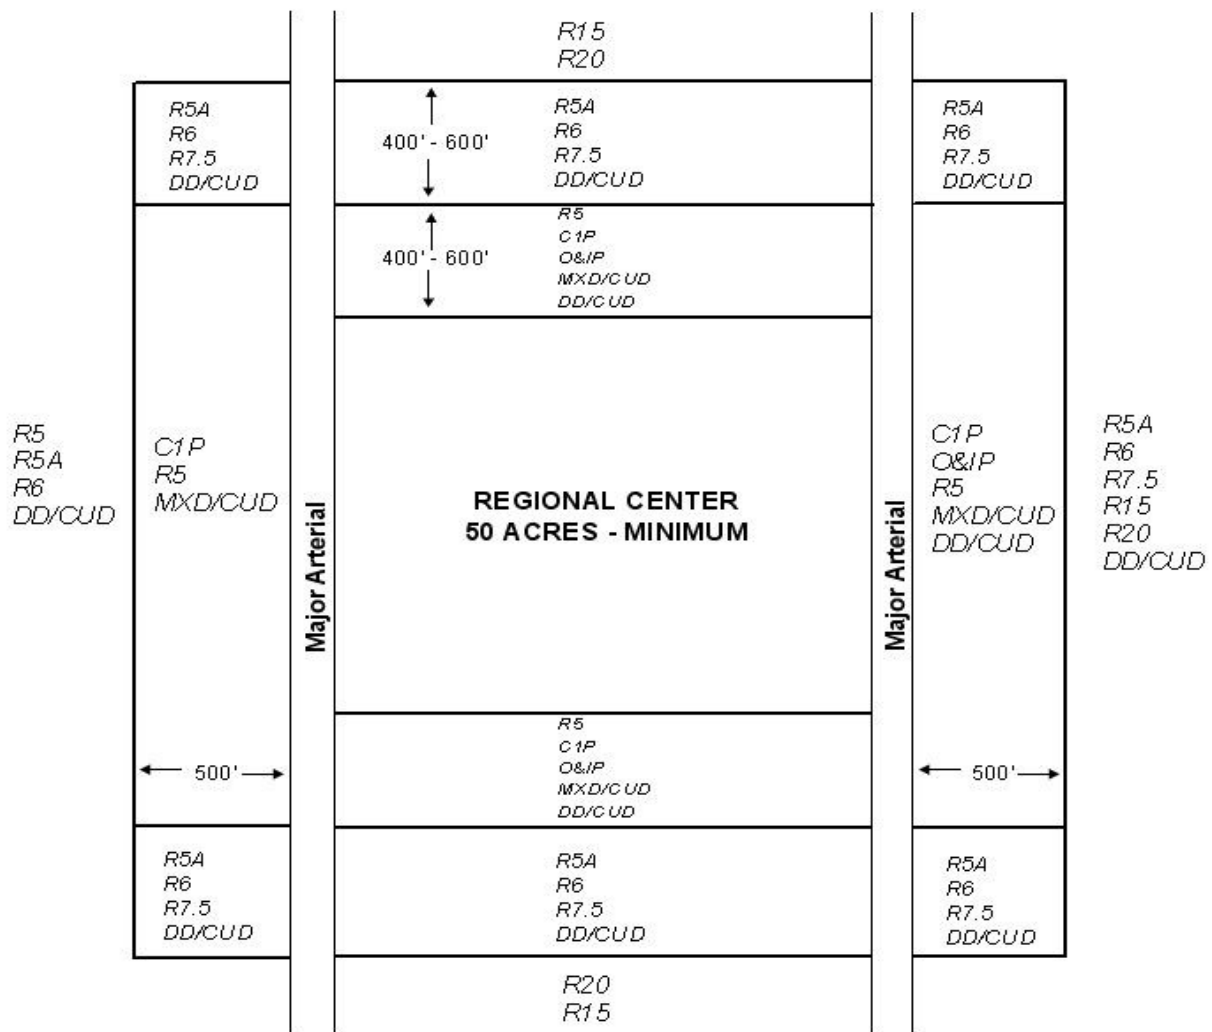 R15
R20
R5A
R6
R7.5
DD/CUD
400' - 600'
R5A
R6
R7.5
DD/CUD
R5A
R6
R7.5
DD/CUD
400' - 600'
R5
C1P
O&IP
MXD/CUD
DD/CUD
R5
R5A
R6
DD/CUD
C1P
R5
MXD/CUD
Major Arterial
REGIONAL CENTER
50 ACRES - MINIMUM
Major Arterial
C1P
O&IP
R5
MXD/CUD
DD/CUD
R5A
R6
R7.5
R15
R20
DD/CUD
500'
R5
C1P
O&IP
MXD/CUD
DD/CUD
500'
R5A
R6
R7.5
DD/CUD
R5A
R6
R7.5
DD/CUD
R5A
R6
R7.5
DD/CUD
R20
R15